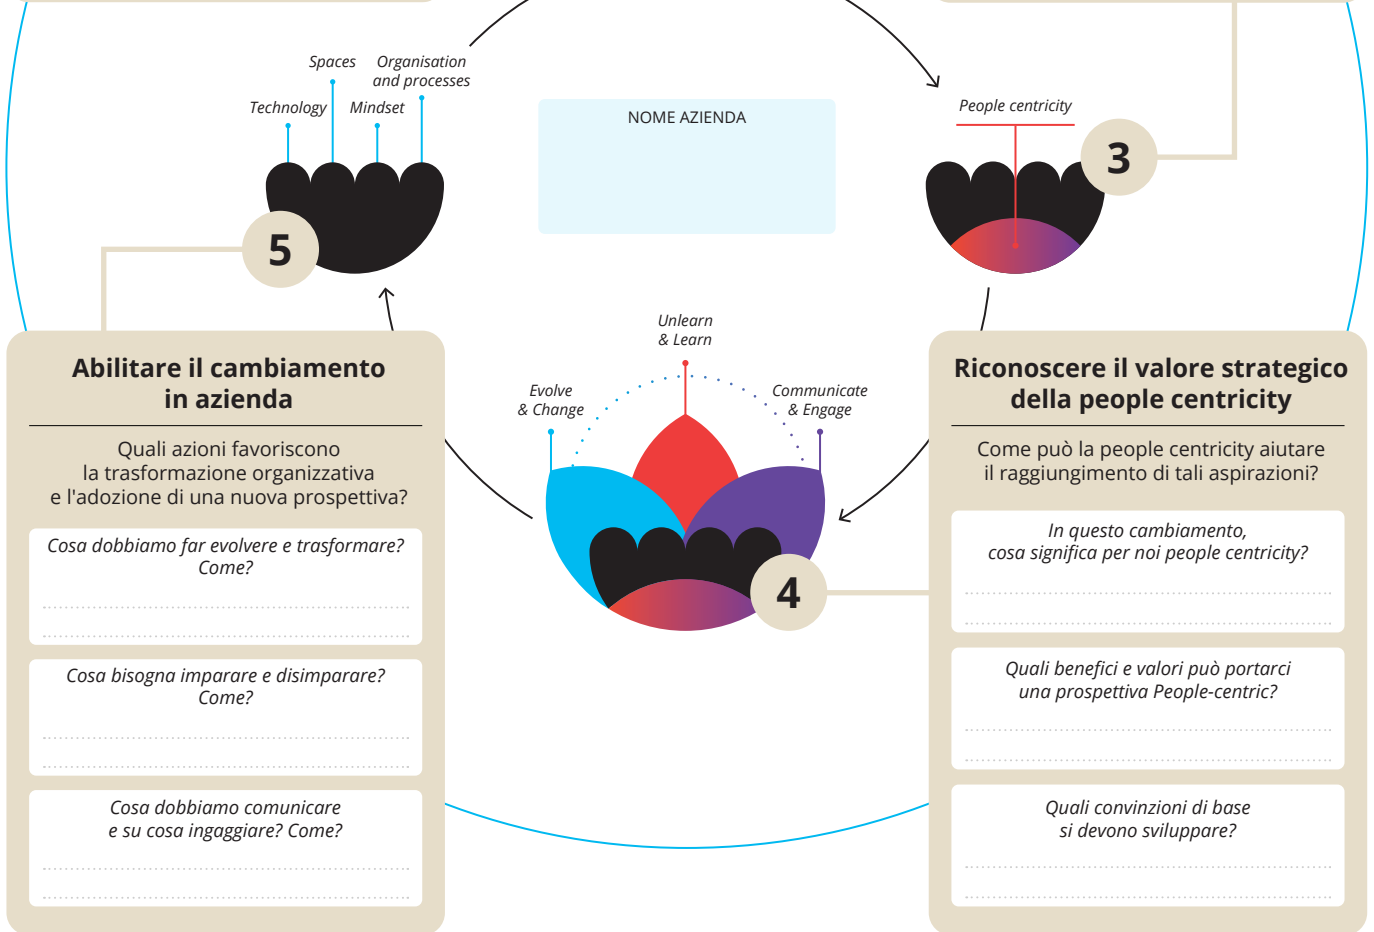 Spaces
Organisation
and processes
Technology
Mindset
NOME AZIENDA
People centricity
3
5
Unlearn
& Learn
Evolve
& Change
Communicate
& Engage
4
Abilitare il cambiamento
in azienda
Quali azioni favoriscono
la trasformazione organizzativa
e l'adozione di una nuova prospettiva?
Cosa dobbiamo far evolvere e trasformare?
Come?
Cosa bisogna imparare e disimparare?
Come?
Cosa dobbiamo comunicare
e su cosa ingaggiare? Come?
Riconoscere il valore strategico
della people centricity
Come può la people centricity aiutare
il raggiungimento di tali aspirazioni?
In questo cambiamento,
cosa significa per noi people centricity?
Quali benefici e valori può portarci
una prospettiva People-centric?
Quali convinzioni di base
si devono sviluppare?